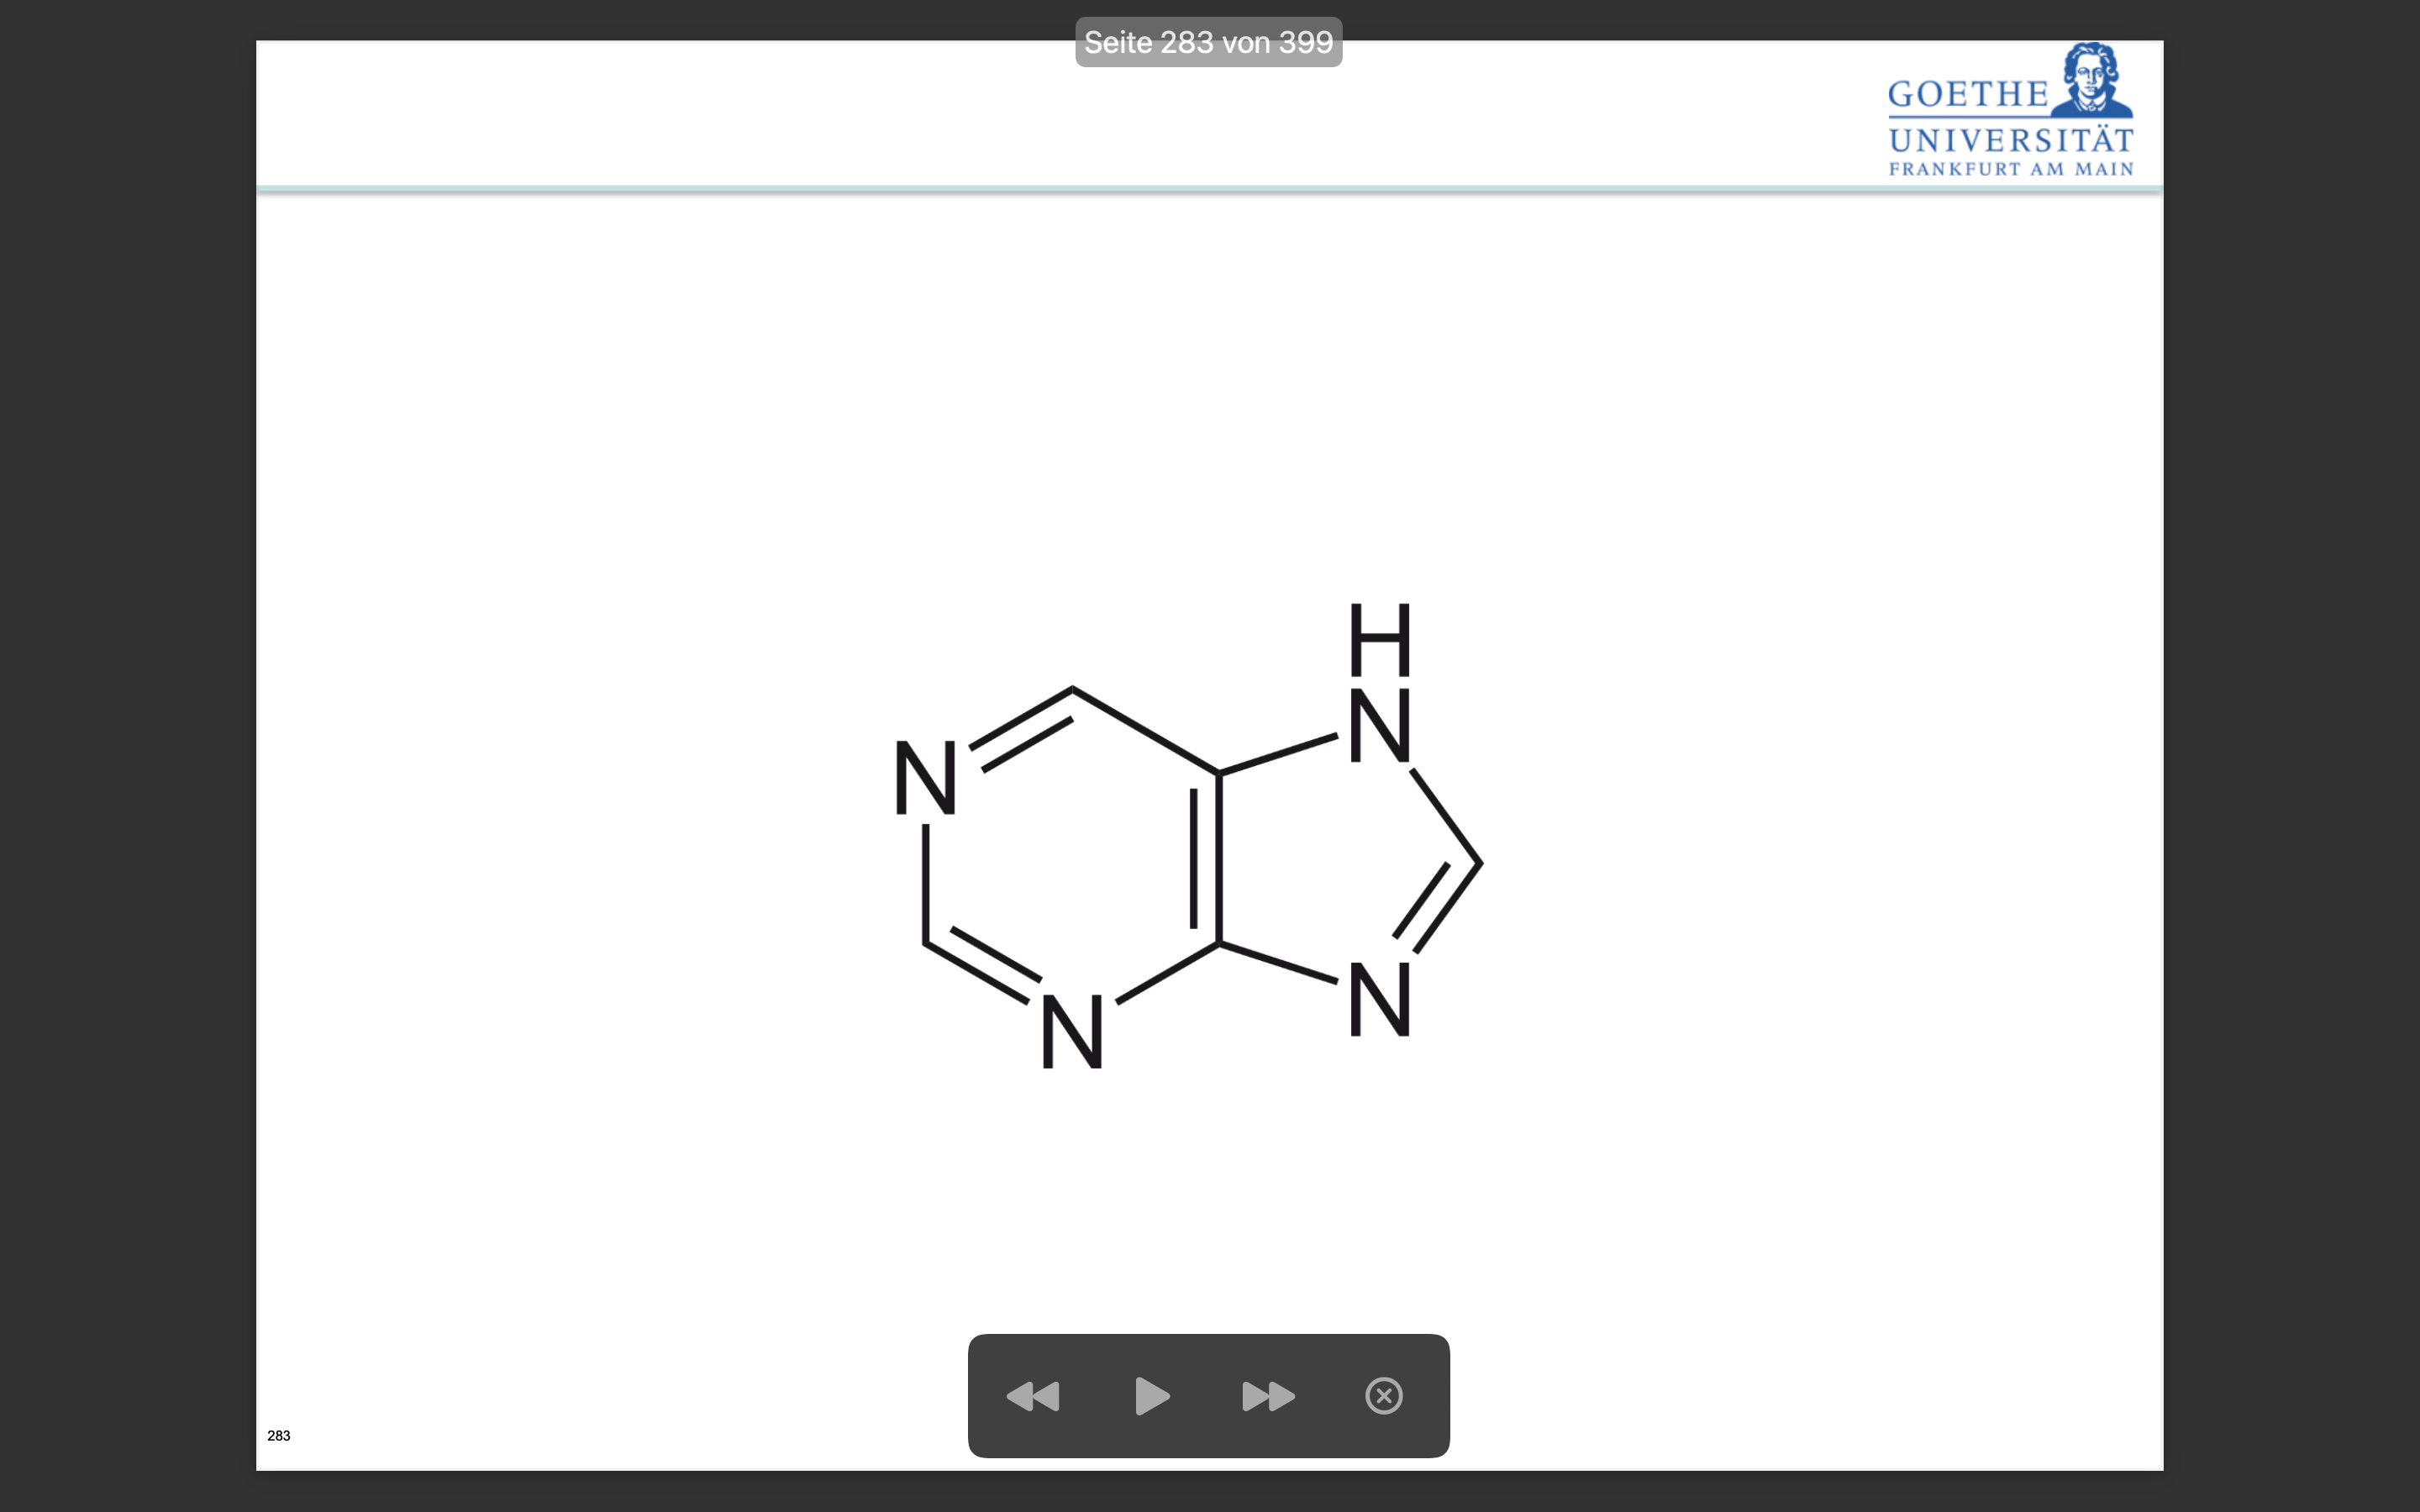 Seite 283 von 399
GOETHE
UNIVERSITÄT
FRANKFURT AM MAIN
H
N
N
N
N
283